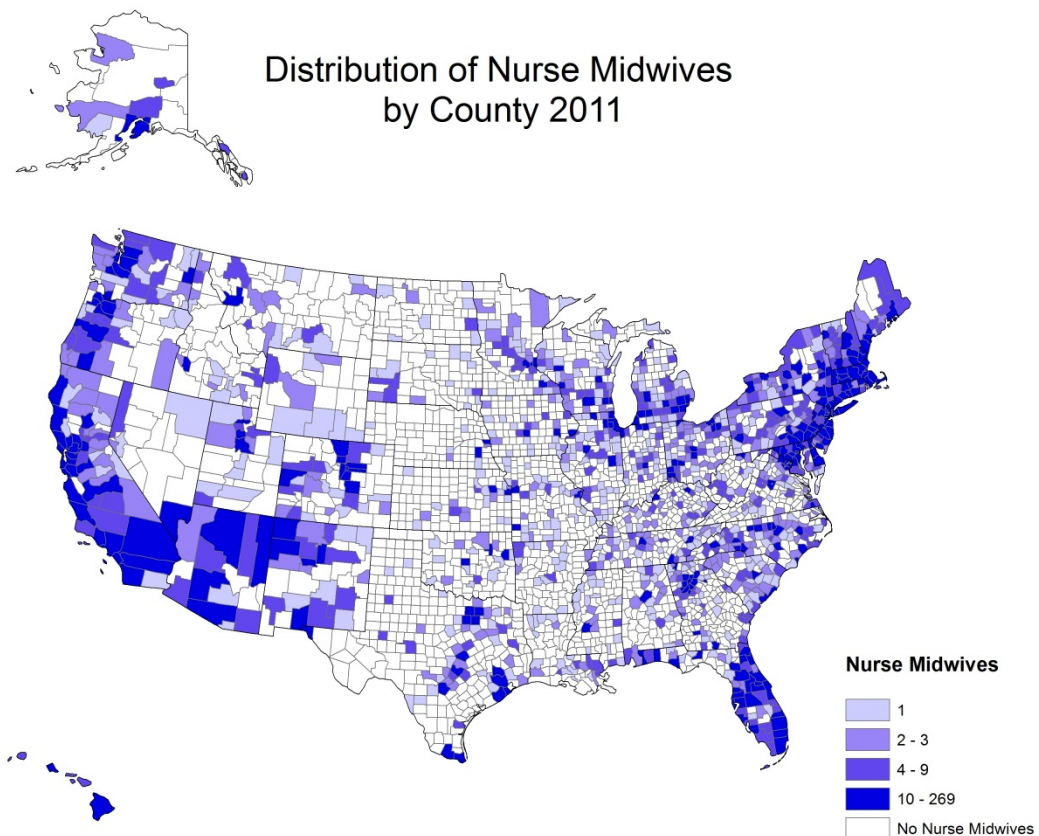 Distribution of Nurse Midwives
by County 2011
Nurse Midwives
1
2 - 3
4 - 9
10 - 269
No Nurse Midwives